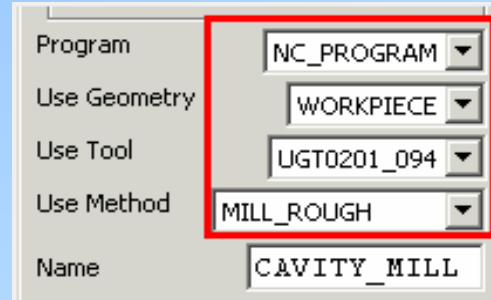 Program NC_PROGRAM
Use Geometry WORKPIECE
Use Tool UGT0201_094
Use Method MILL_ROUGH
Name CAVITY_MILL